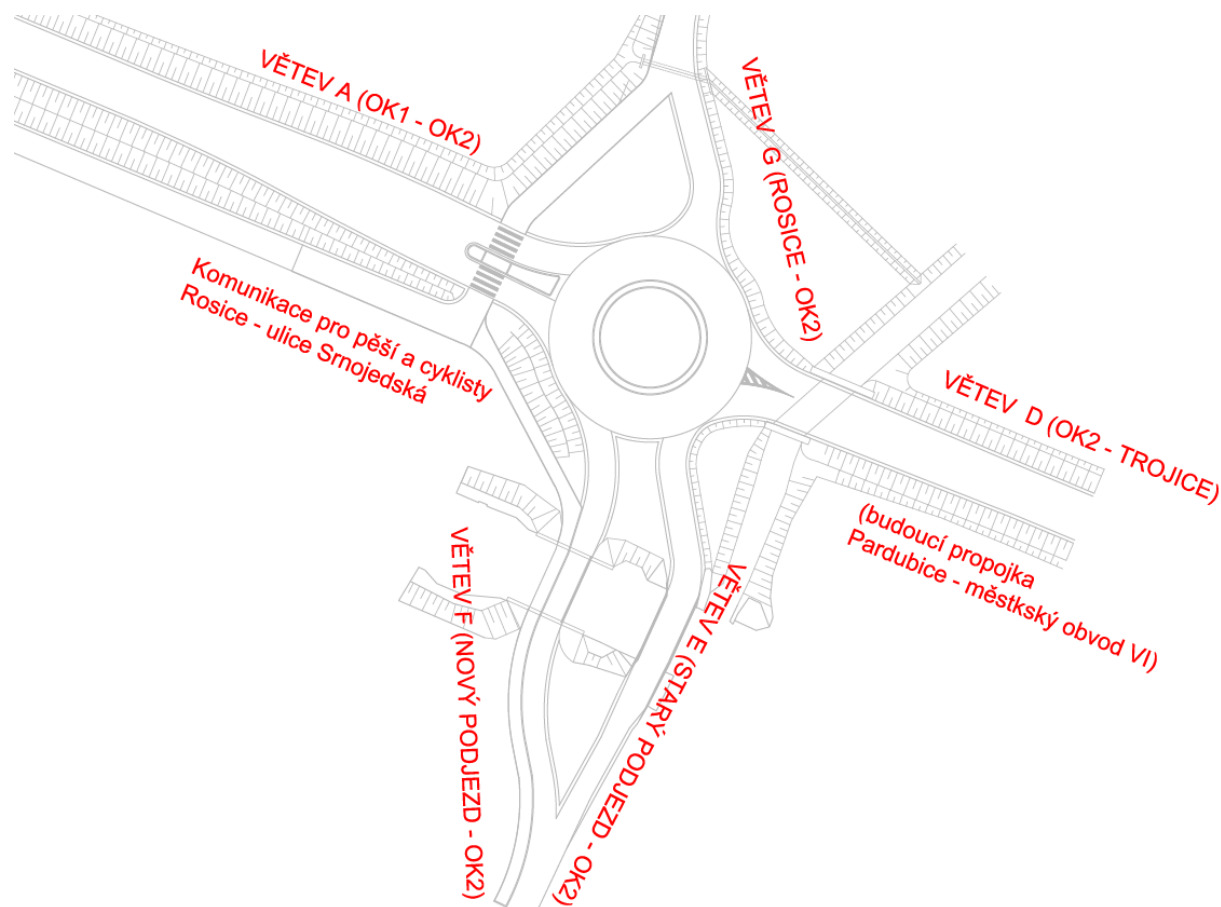 VĚTEV A (OK1 - OK2)
VĚTEV G (ROSICE - OK2)
Komunikace pro pěší a cyklisty
Rosice - ulice Srnojedská
VĚTEV D (OK2 - TROJICE)
(budoucí propojka
Pardubice - městkský obvod VI)
VĚTEV F (NOVÝ PODJEZD - OK2)
VĚTEV E (STARÝ PODJEZD - OK2)